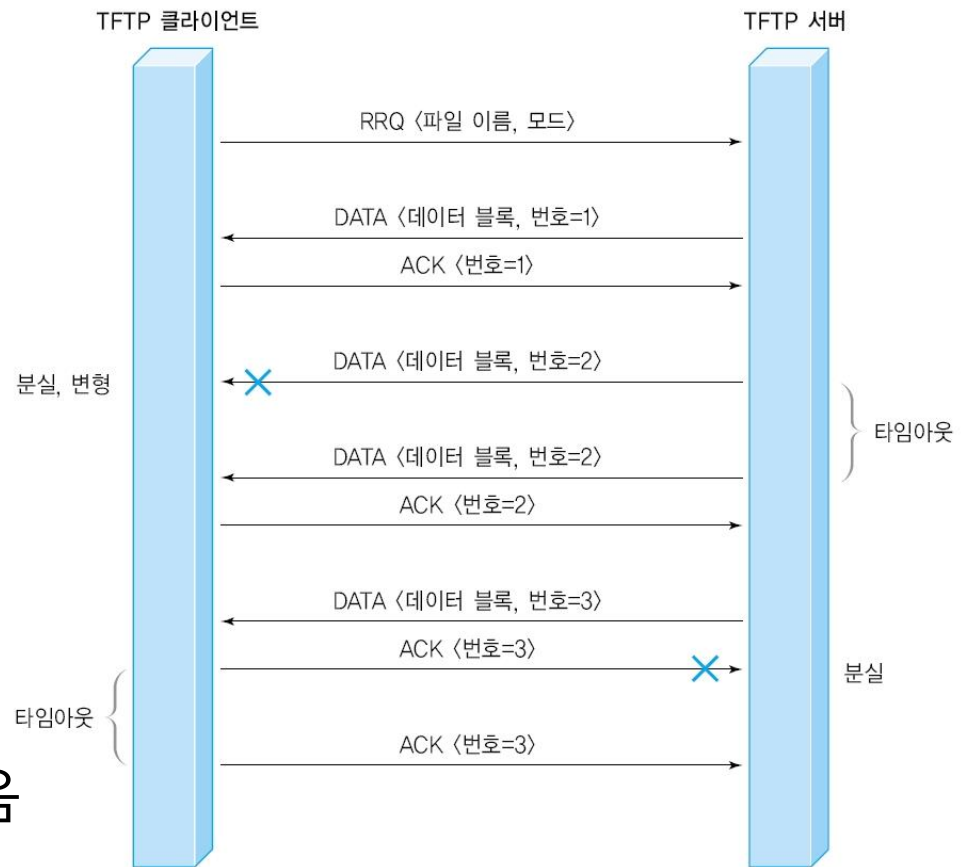 TFTP 클라이언트
TFTP 서버
RRQ 〈파일 이름, 모드〉
DATA 〈데이터 블록, 번호=1〉
ACK 〈번호=1〉
DATA 〈데이터 블록, 번호=2〉
분실, 변형
타임아웃
DATA 〈데이터 블록, 번호=2〉
ACK 〈번호=2〉
DATA 〈데이터 블록, 번호=3〉
ACK 〈번호=3〉
분실
타임아웃
ACK 〈번호=3〉
음